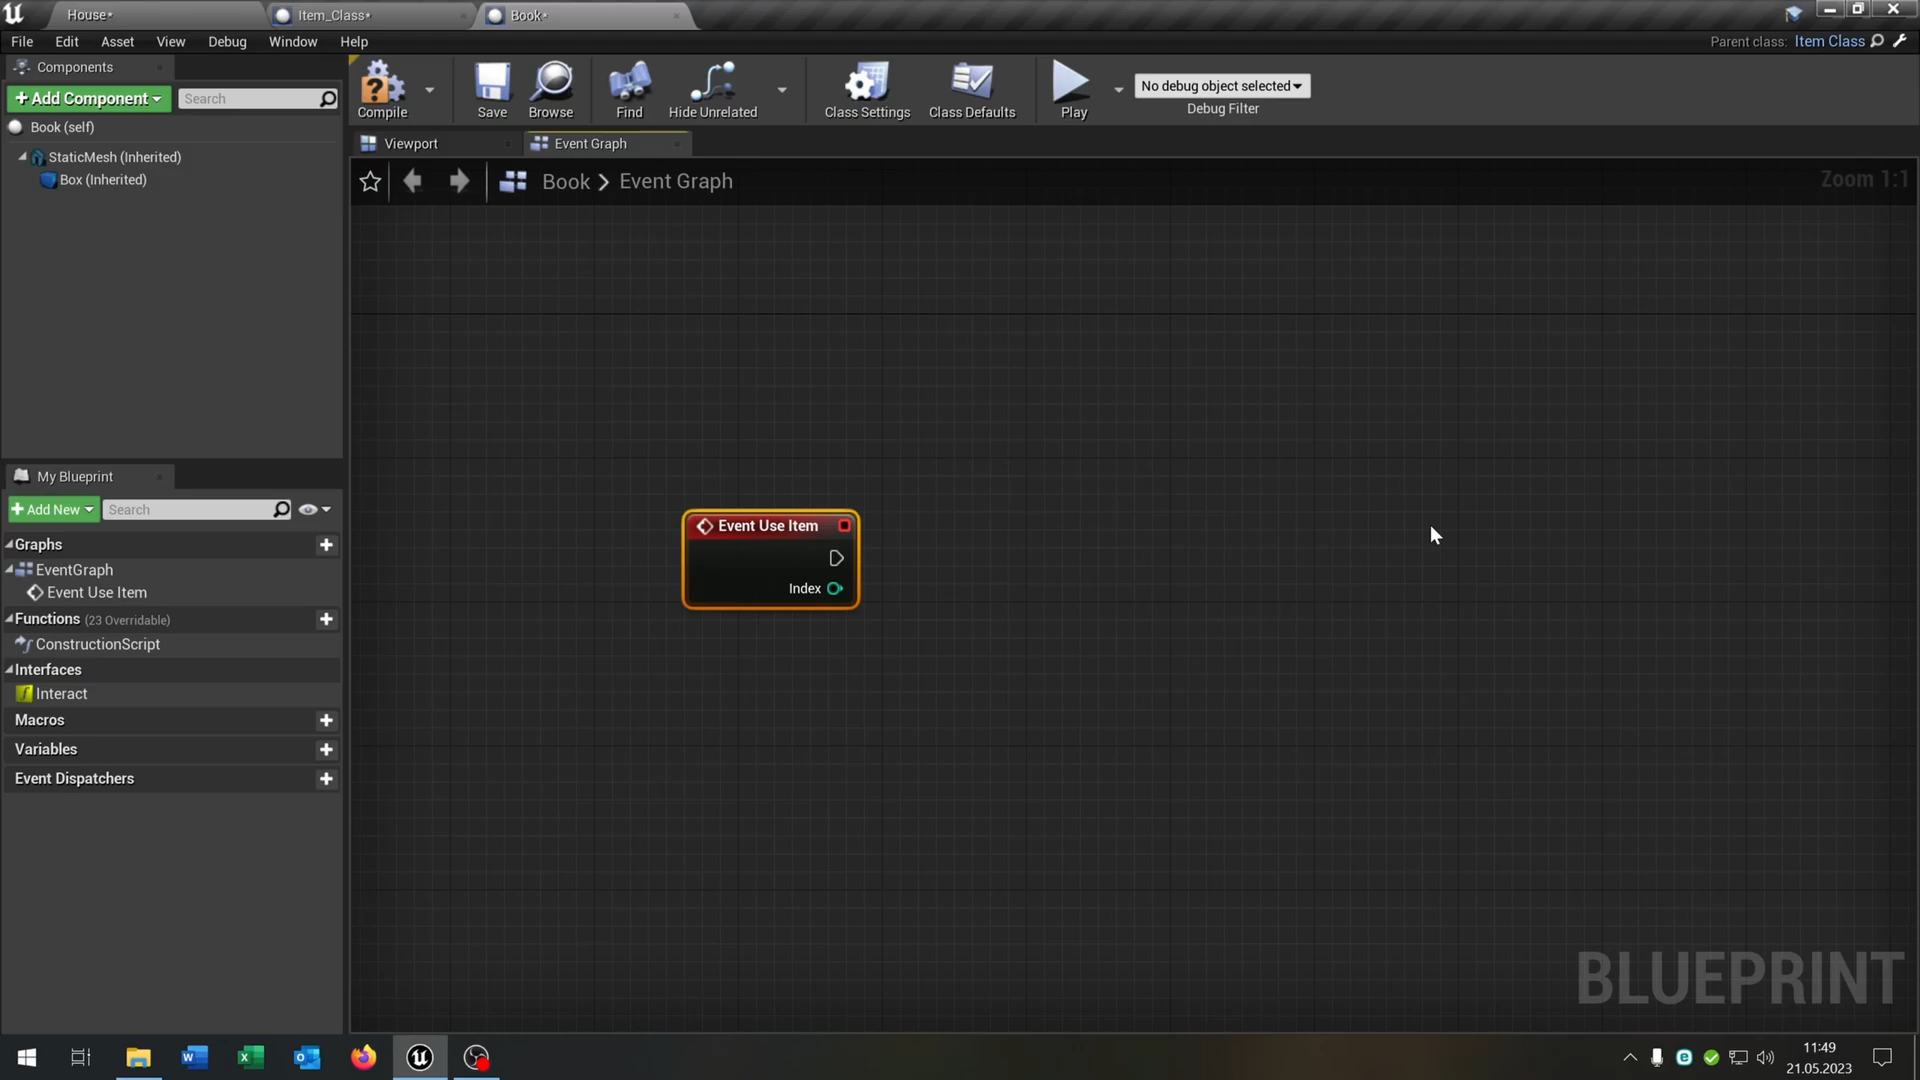 House*
Item_Class*
Book*
File
Edit
Asset
View
Debug
Window
Help
Parent class: Item Class
Components
+ Add Component
Search
Book (self)
StaticMesh (Inherited)
Box (Inherited)
Compile
Save
Browse
Find
Hide Unrelated
Class Settings
Class Defaults
Play
No debug object selected
Debug Filter
Viewport
Event Graph
Book > Event Graph
Zoom 1:1
Event Use Item
Index
My Blueprint
+ Add New
Search
Graphs
EventGraph
Event Use Item
Functions (23 Overridable)
ConstructionScript
Interfaces
Interact
Macros
Variables
Event Dispatchers
BLUEPRINT
11:49
21.05.2023